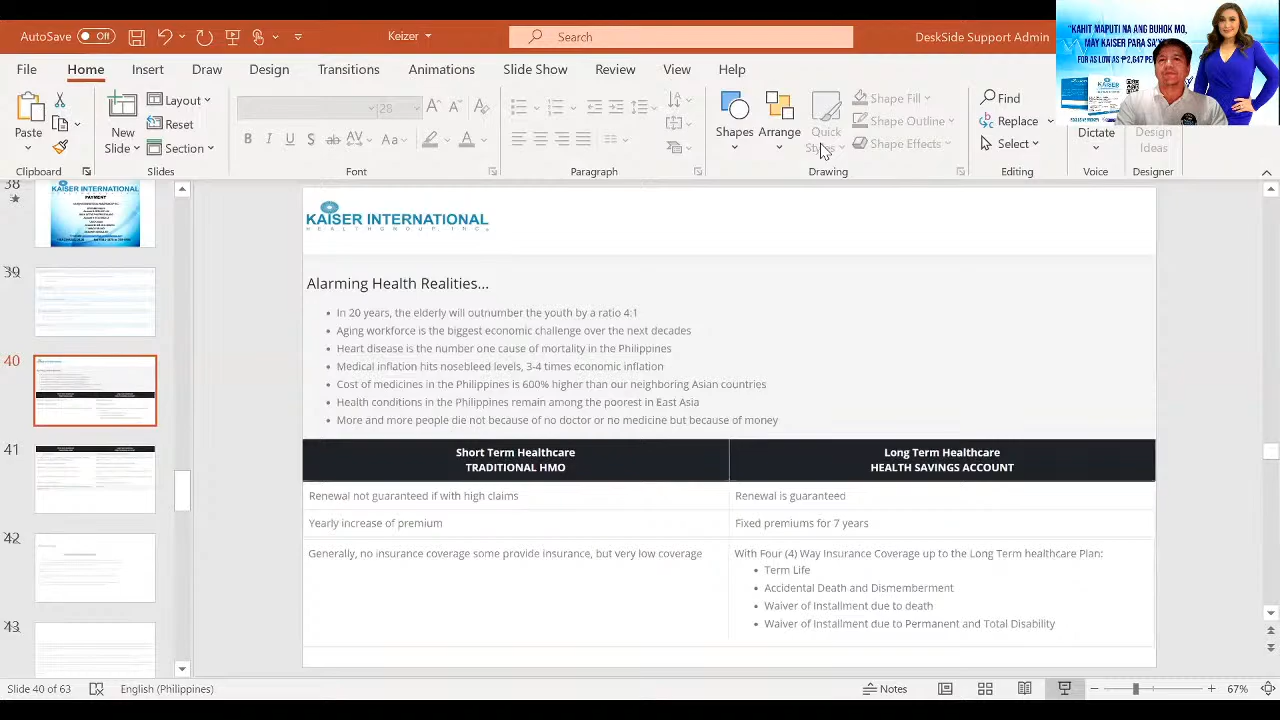 AutoSave Off
Keizer
Search
DeskSide Support Admin
"KAHIT MAPUTI NA ANG BUHOK MO,
MAY KAISER PARA SA'YO
FOR AS LOW AS ₱2,647 PE
File Home Insert Draw Design Transitions Animations Slide Show Review View Help
Paste
New
Slide
Layout
Reset
Section
28
Aa
Shapes
Arrange
Quick
Shape Fill
Shape Outline
Shape Effects
Find
Replace
Select
Dictate
Design
Ideas
Clipboard Slides Font Paragraph Drawing Editing Voice Designer
38
KAISER INTERNATIONAL
PAYMENT
39
40
41
42
43
KAISER INTERNATIONAL
HEALTHGROUP, INC.
Alarming Health Realities...
• In 20 years, the elderly will outnumber the youth by a ratio 4:1
• Aging workforce is the biggest economic challenge over the next decades
• Heart disease is the number one cause of mortality in the Philippines
• Medical inflation hits nosebleed levels, 3-4 times economic inflation
• Cost of medicines in the Philippines is 600% higher than our neighboring Asian countries
• Health conditions in the Philippines remain among the poorest in East Asia
• More and more people die not because of no doctor or no medicine but because of money
Short Term Healthcare
TRADITIONAL HMO
Long Term Healthcare
HEALTH SAVINGS ACCOUNT
Renewal not guaranteed if with high claims
Renewal is guaranteed
Yearly increase of premium
Fixed premiums for 7 years
Generally, no insurance coverage some provide insurance, but very low coverage
With Four (4) Way Insurance Coverage up to the Long Term healthcare Plan:
• Term Life
• Accidental Death and Dismemberment
• Waiver of Installment due to death
• Waiver of Installment due to Permanent and Total Disability
Slide 40 of 63
English (Philippines)
Notes
67%